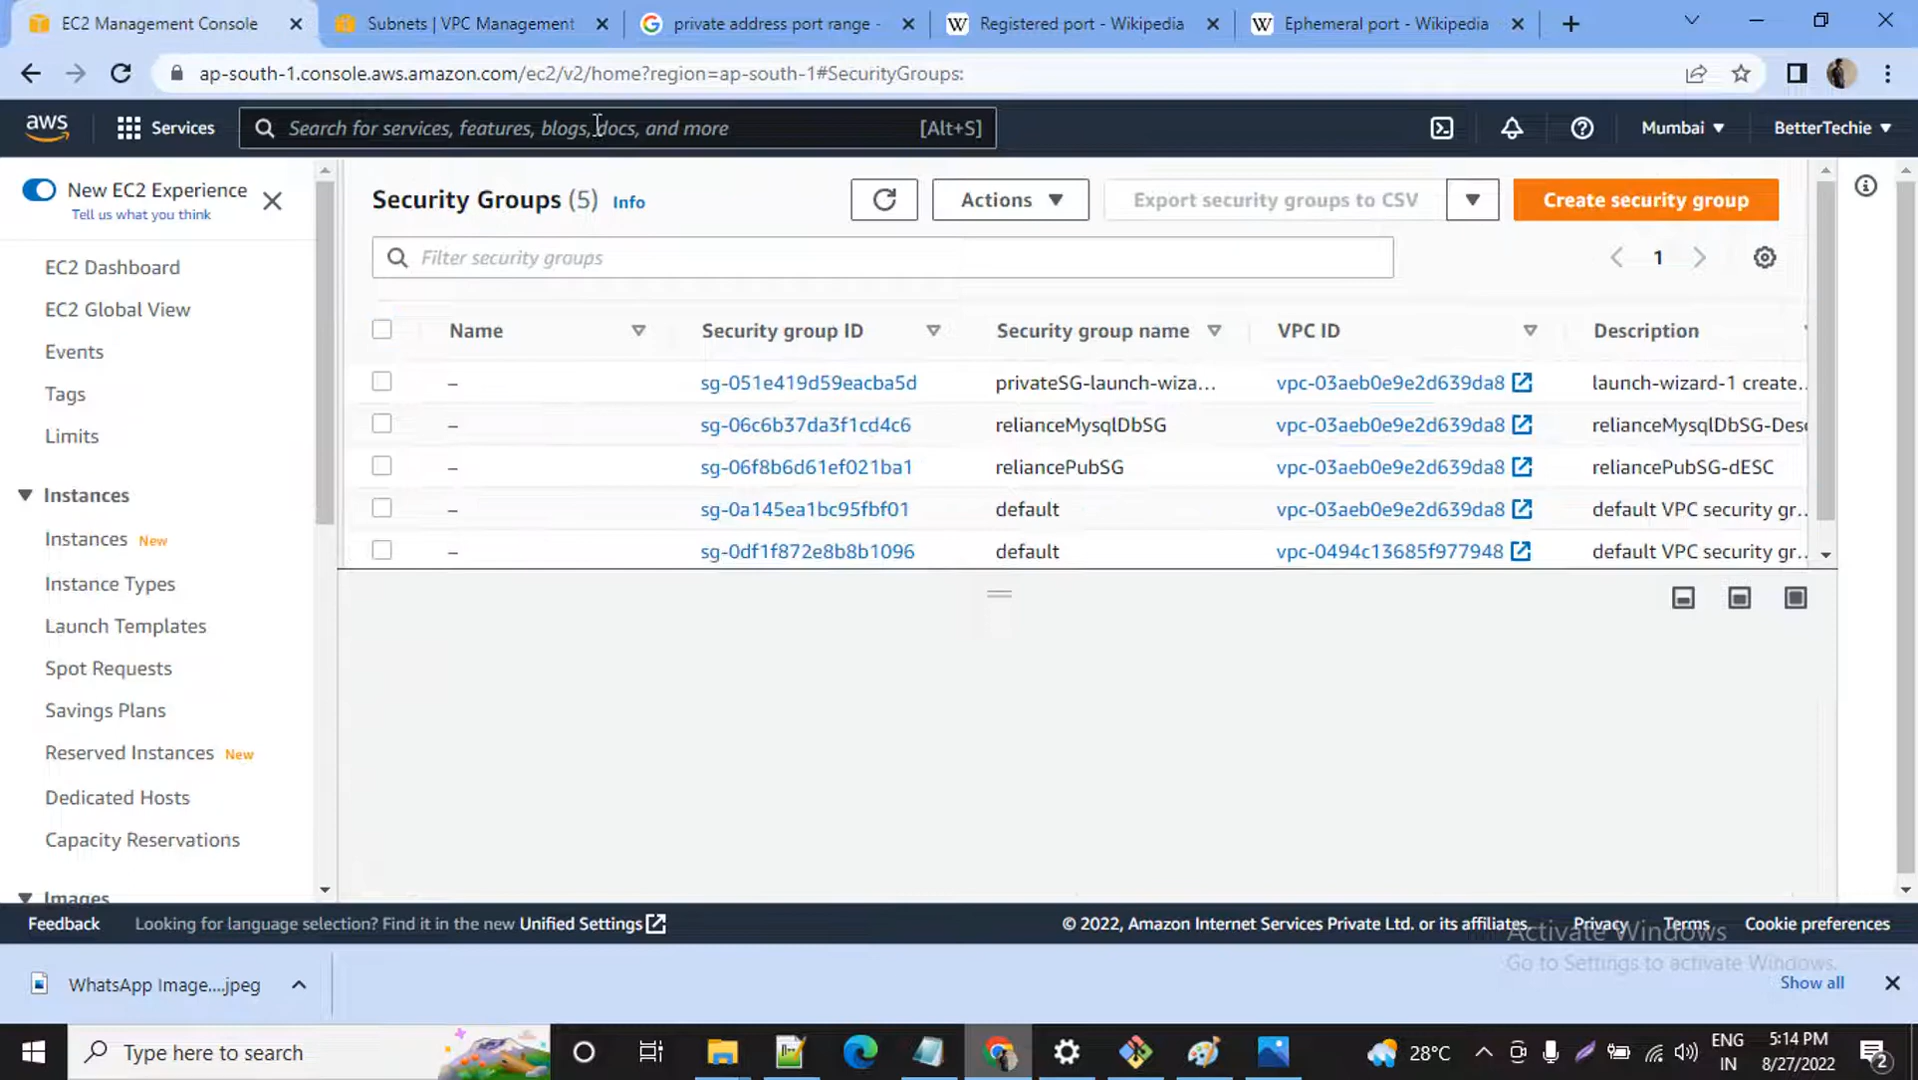 EC2 Management Console
Subnets | VPC Management
private address port range -
Registered port - Wikipedia
Ephemeral port - Wikipedia
ap-south-1.console.aws.amazon.com/ec2/v2/home?region=ap-south-1#SecurityGroups:
aws
Services
Search for services, features, blogs, docs, and more
[Alt+S]
Mumbai
BetterTechie
New EC2 Experience
Tell us what you think
EC2 Dashboard
EC2 Global View
Events
Tags
Limits
Instances
Instances New
Instance Types
Launch Templates
Spot Requests
Savings Plans
Reserved Instances New
Dedicated Hosts
Capacity Reservations
Images
Security Groups (5) Info
Actions
Export security groups to CSV
Create security group
Filter security groups
1
Name
Security group ID
Security group name
VPC ID
Description
– sg-051e419d59eacba5d privateSG-launch-wiza... vpc-03aeb0e9e2d639da8 launch-wizard-1 create...
– sg-06c6b37da3f1cd4c6 relianceMysqlDbSG vpc-03aeb0e9e2d639da8 relianceMysqlDbSG-Desc
– sg-06f8b6d61ef021ba1 reliancePubSG vpc-03aeb0e9e2d639da8 reliancePubSG-dESC
– sg-0a145ea1bc95fbf01 default vpc-03aeb0e9e2d639da8 default VPC security gr...
– sg-0df1f872e8b8b1096 default vpc-0494c13685f977948 default VPC security gr...
Feedback
Looking for language selection? Find it in the new Unified Settings
© 2022, Amazon Internet Services Private Ltd. or its affiliates.
Privacy
Terms
Cookie preferences
Activate Windows
Go to Settings to activate Windows.
WhatsApp Image....jpeg
Show all
Type here to search
28°C
ENG
IN
5:14 PM
8/27/2022
2